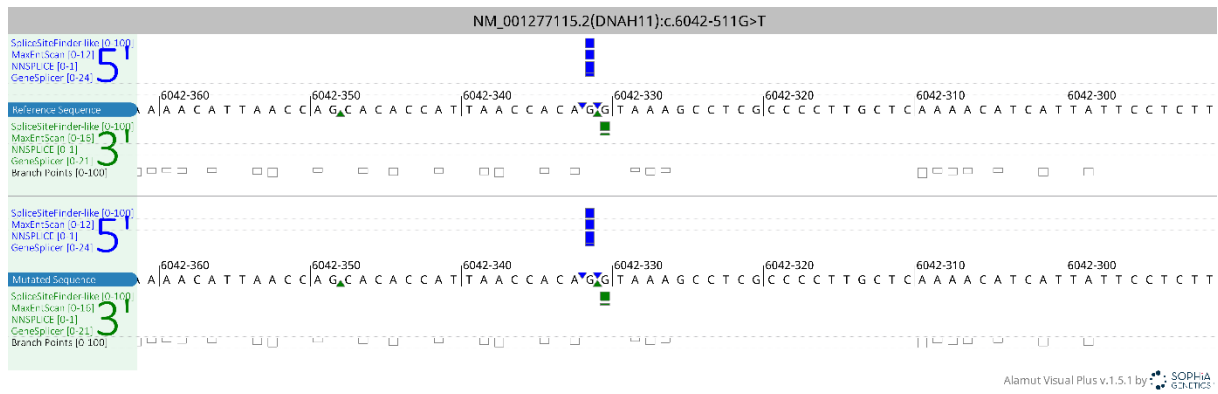 NM_001277115.2(DNAH11):c.6042-511G>T
SpliceSiteFinder-like [0-100]
MaxEntScan [0-12]
NNSPLICE [0-1]
GeneSplicer [0-24]
5'
6042-360 6042-350 6042-340 6042-330 6042-320 6042-310 6042-300
Reference Sequence A A A A C A T T A A C C A G C A C A C C A T T A A C C A C A G G T A A A G C C T C G C C C C T T G C T C A A A A C A T C A T T A T T C C T C T T
SpliceSiteFinder-like [0-100]
MaxEntScan [0-16]
NNSPLICE [0-1]
GeneSplicer [0-21]
3'
Branch Points [0-100]
SpliceSiteFinder-like [0-100]
MaxEntScan [0-12]
NNSPLICE [0-1]
GeneSplicer [0-24]
5'
6042-360 6042-350 6042-340 6042-330 6042-320 6042-310 6042-300
Mutated Sequence A A A A C A T T A A C C A G C A C A C C A T T A A C C A C A G G T A A A G C C T C G C C C C T T G C T C A A A A C A T C A T T A T T C C T C T T
SpliceSiteFinder-like [0-100]
MaxEntScan [0-16]
NNSPLICE [0-1]
GeneSplicer [0-21]
3'
Branch Points [0-100]
Alamut Visual Plus v.1.5.1 by SOPHiA GENETICS